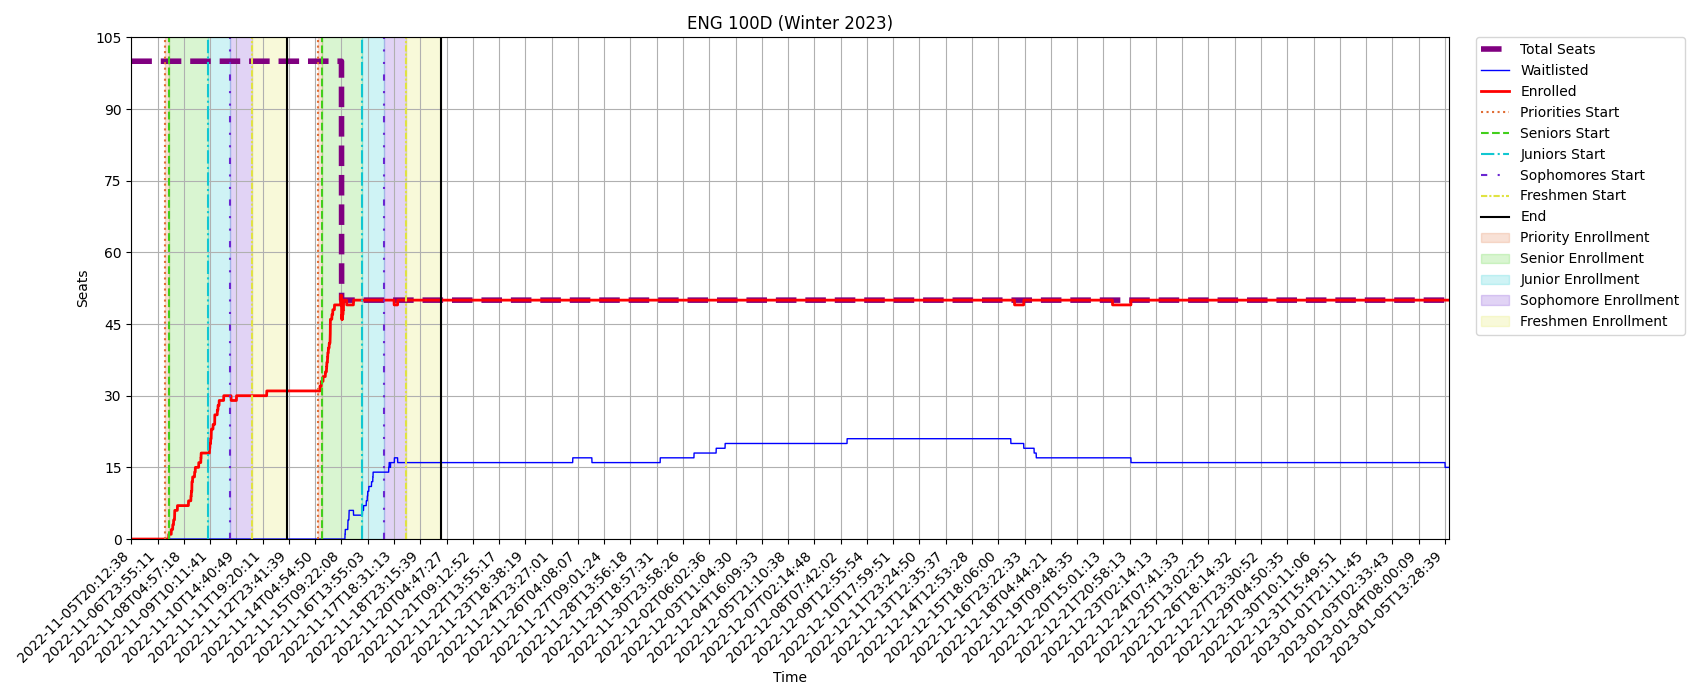 ENG 100D (Winter 2023)
105
90
75
60
45
30
15
0
Seats
2022-11-05T20:12:38
2022-11-06T23:55:11
2022-11-08T04:57:18
2022-11-09T10:11:41
2022-11-10T14:40:49
2022-11-11T19:20:11
2022-11-12T23:41:39
2022-11-14T04:54:50
2022-11-15T09:22:08
2022-11-16T13:55:03
2022-11-17T18:31:13
2022-11-18T23:15:39
2022-11-20T04:47:27
2022-11-21T09:12:52
2022-11-22T13:55:17
2022-11-23T18:38:19
2022-11-24T23:27:01
2022-11-26T04:08:07
2022-11-27T09:01:24
2022-11-28T13:56:18
2022-11-29T18:57:31
2022-11-30T23:58:26
2022-12-02T06:02:36
2022-12-03T11:04:30
2022-12-04T16:09:33
2022-12-05T21:10:38
2022-12-07T02:14:48
2022-12-08T07:42:02
2022-12-09T12:55:54
2022-12-10T17:59:51
2022-12-11T23:24:50
2022-12-13T07:35:37
2022-12-14T12:53:28
2022-12-15T18:06:00
2022-12-16T23:22:33
2022-12-18T04:44:21
2022-12-19T09:48:35
2022-12-20T15:01:13
2022-12-21T20:58:13
2022-12-23T02:14:13
2022-12-24T07:41:33
2022-12-25T13:02:25
2022-12-26T18:14:32
2022-12-27T23:30:52
2022-12-29T04:50:35
2022-12-30T10:11:06
2022-12-31T15:49:51
2023-01-01T21:11:45
2023-01-03T02:33:43
2023-01-04T08:00:09
2023-01-05T13:28:39
Time
Total Seats
Waitlisted
Enrolled
Priorities Start
Seniors Start
Juniors Start
Sophomores Start
Freshmen Start
End
Priority Enrollment
Senior Enrollment
Junior Enrollment
Sophomore Enrollment
Freshmen Enrollment